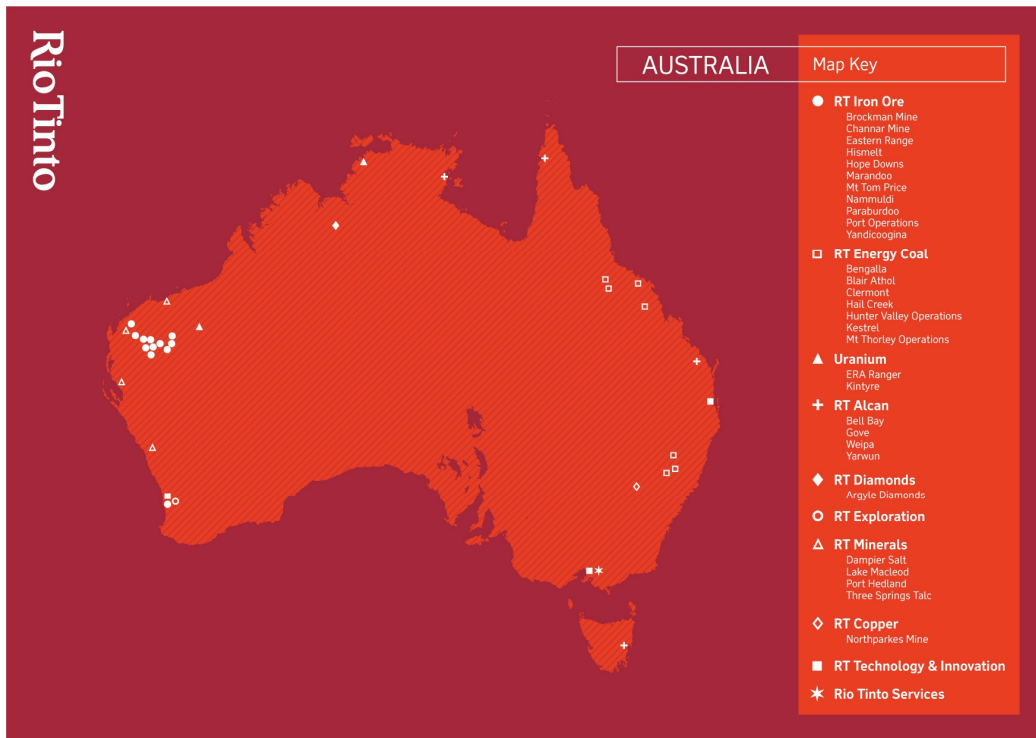 RioTinto
AUSTRALIA
Map Key
RT Iron Ore
Brockman Mine
Channar Mine
Eastern Range
Hismelt
Hope Downs
Marandoo
Mt Tom Price
Nammuldi
Paraburdoo
Port Operations
Yandicoogina
RT Energy Coal
Bengalla
Blair Athol
Clermont
Hail Creek
Hunter Valley Operations
Kestrel
Mt Thorley Operations
Uranium
ERA Ranger
Kintyre
RT Alcan
Bell Bay
Gove
Weipa
Yarwun
RT Diamonds
Argyle Diamonds
RT Exploration
RT Minerals
Dampier Salt
Lake Macleod
Port Hedland
Three Springs Talc
RT Copper
Northparkes Mine
RT Technology & Innovation
Rio Tinto Services